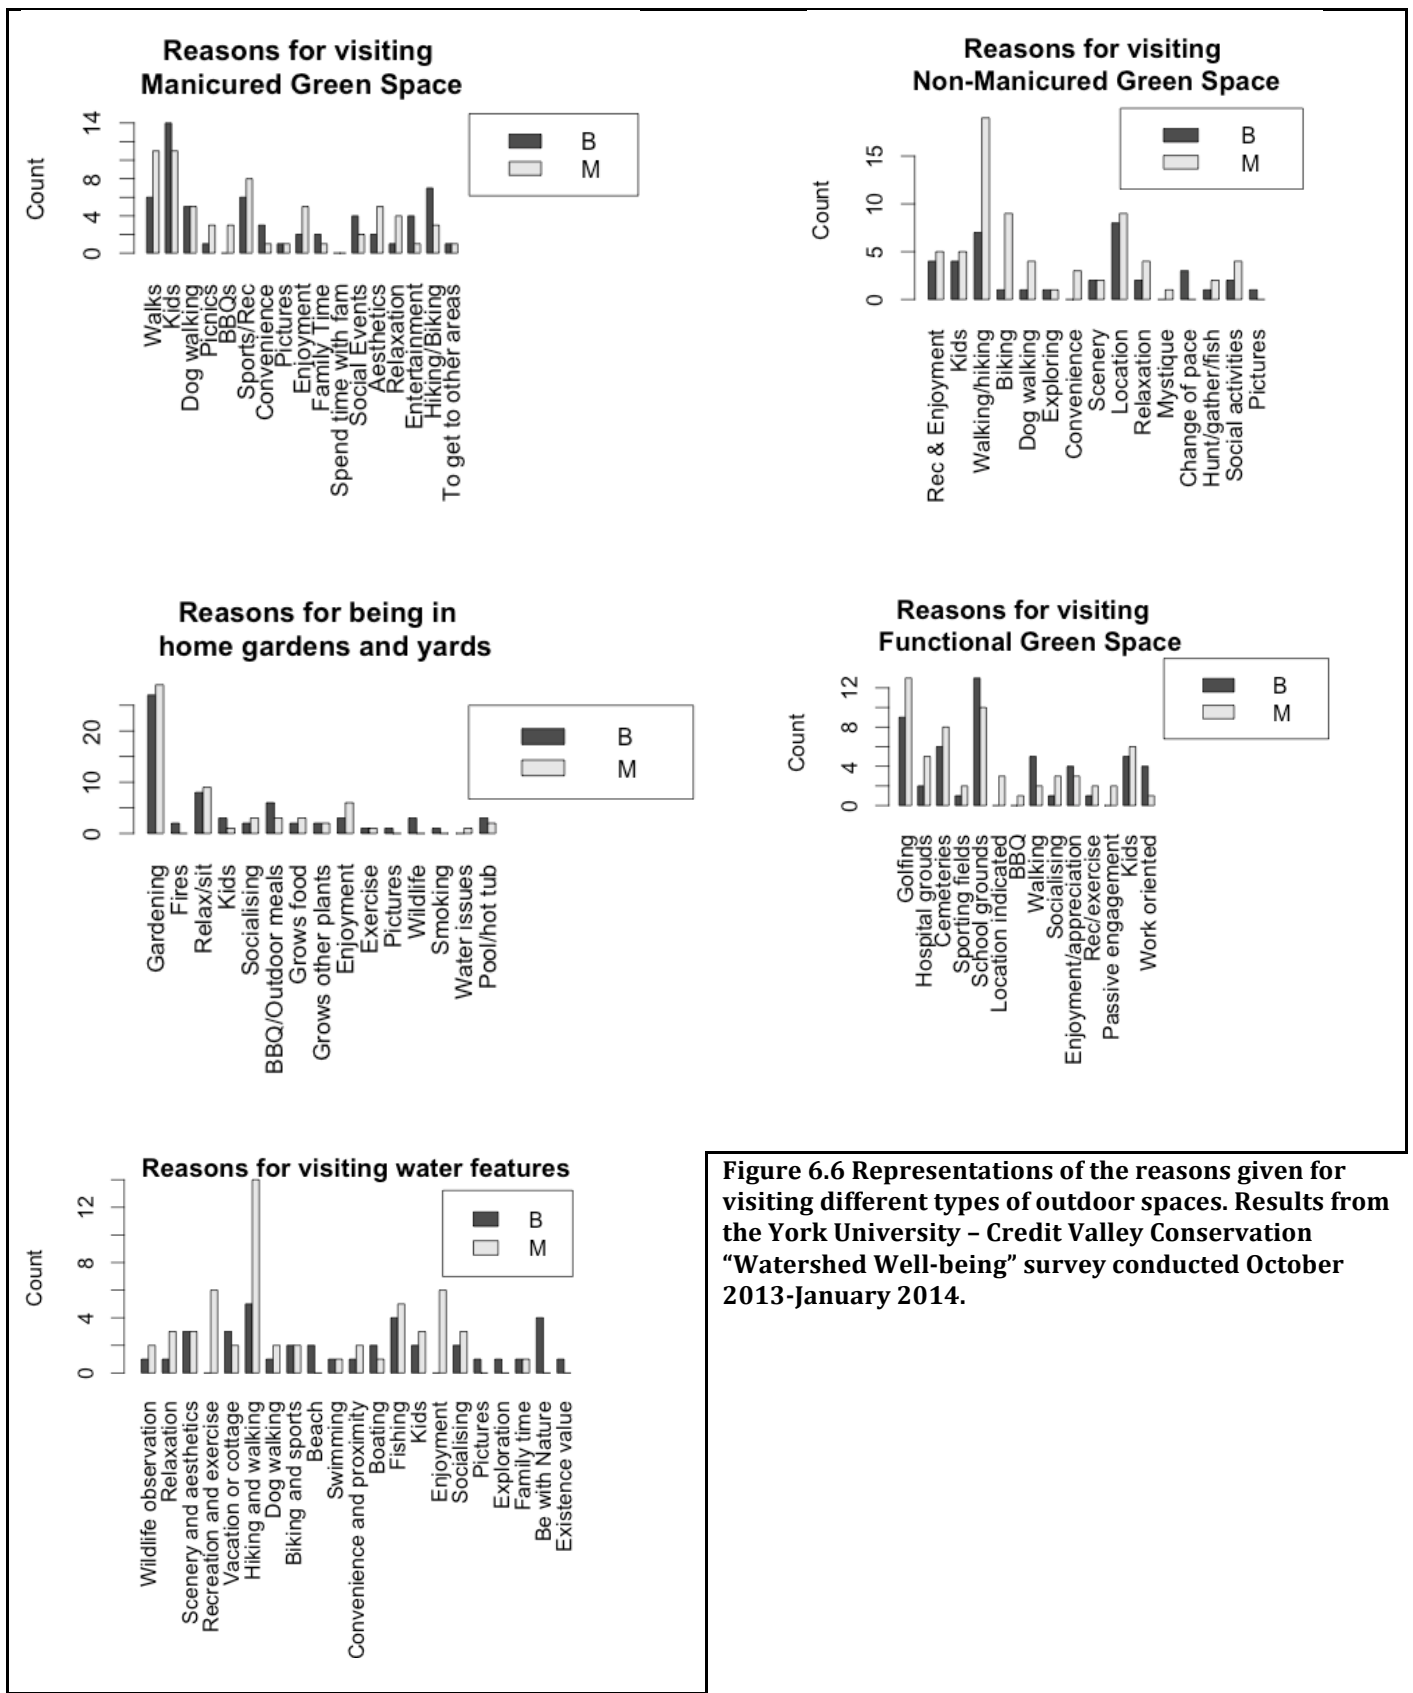 Reasons for visiting
Manicured Green Space
B
M
Count
0
4
8
14
Walks
Kids
Dog walking
Picnics
BBQs
Sports/Rec
Convenience
Pictures
Enjoyment
Family Time
Spend time with fam
Social Events
Aesthetics
Relaxation
Entertainment
Hiking/Biking
To get to other areas
Reasons for visiting
Non-Manicured Green Space
B
M
Count
0
5
10
15
Rec & Enjoyment
Kids
Walking/hiking
Biking
Dog walking
Exploring
Convenience
Scenery
Location
Relaxation
Mystique
Change of pace
Hunt/gather/fish
Social activities
Pictures
Reasons for being in
home gardens and yards
B
M
0
10
20
Gardening
Fires
Relax/sit
Kids
Socialising
BBQ/Outdoor meals
Grows food
Grows other plants
Enjoyment
Exercise
Pictures
Wildlife
Smoking
Water issues
Pool/hot tub
Reasons for visiting
Functional Green Space
B
M
Count
0
4
8
12
Golfing
Hospital grouds
Cemeteries
Sporting fields
School grounds
Location indicated
BBQ
Walking
Socialising
Enjoyment/appreciation
Rec/exercise
Passive engagement
Kids
Work oriented
Reasons for visiting water features
B
M
Count
0
4
8
12
Wildlife observation
Relaxation
Scenery and aesthetics
Recreation and exercise
Vacation or cottage
Hiking and walking
Dog walking
Biking and sports
Beach
Swimming
Convenience and proximity
Boating
Fishing
Kids
Enjoyment
Socialising
Pictures
Exploration
Family time
Be with Nature
Existence value
Figure 6.6 Representations of the reasons given for
visiting different types of outdoor spaces. Results from
the York University – Credit Valley Conservation
“Watershed Well-being” survey conducted October
2013-January 2014.